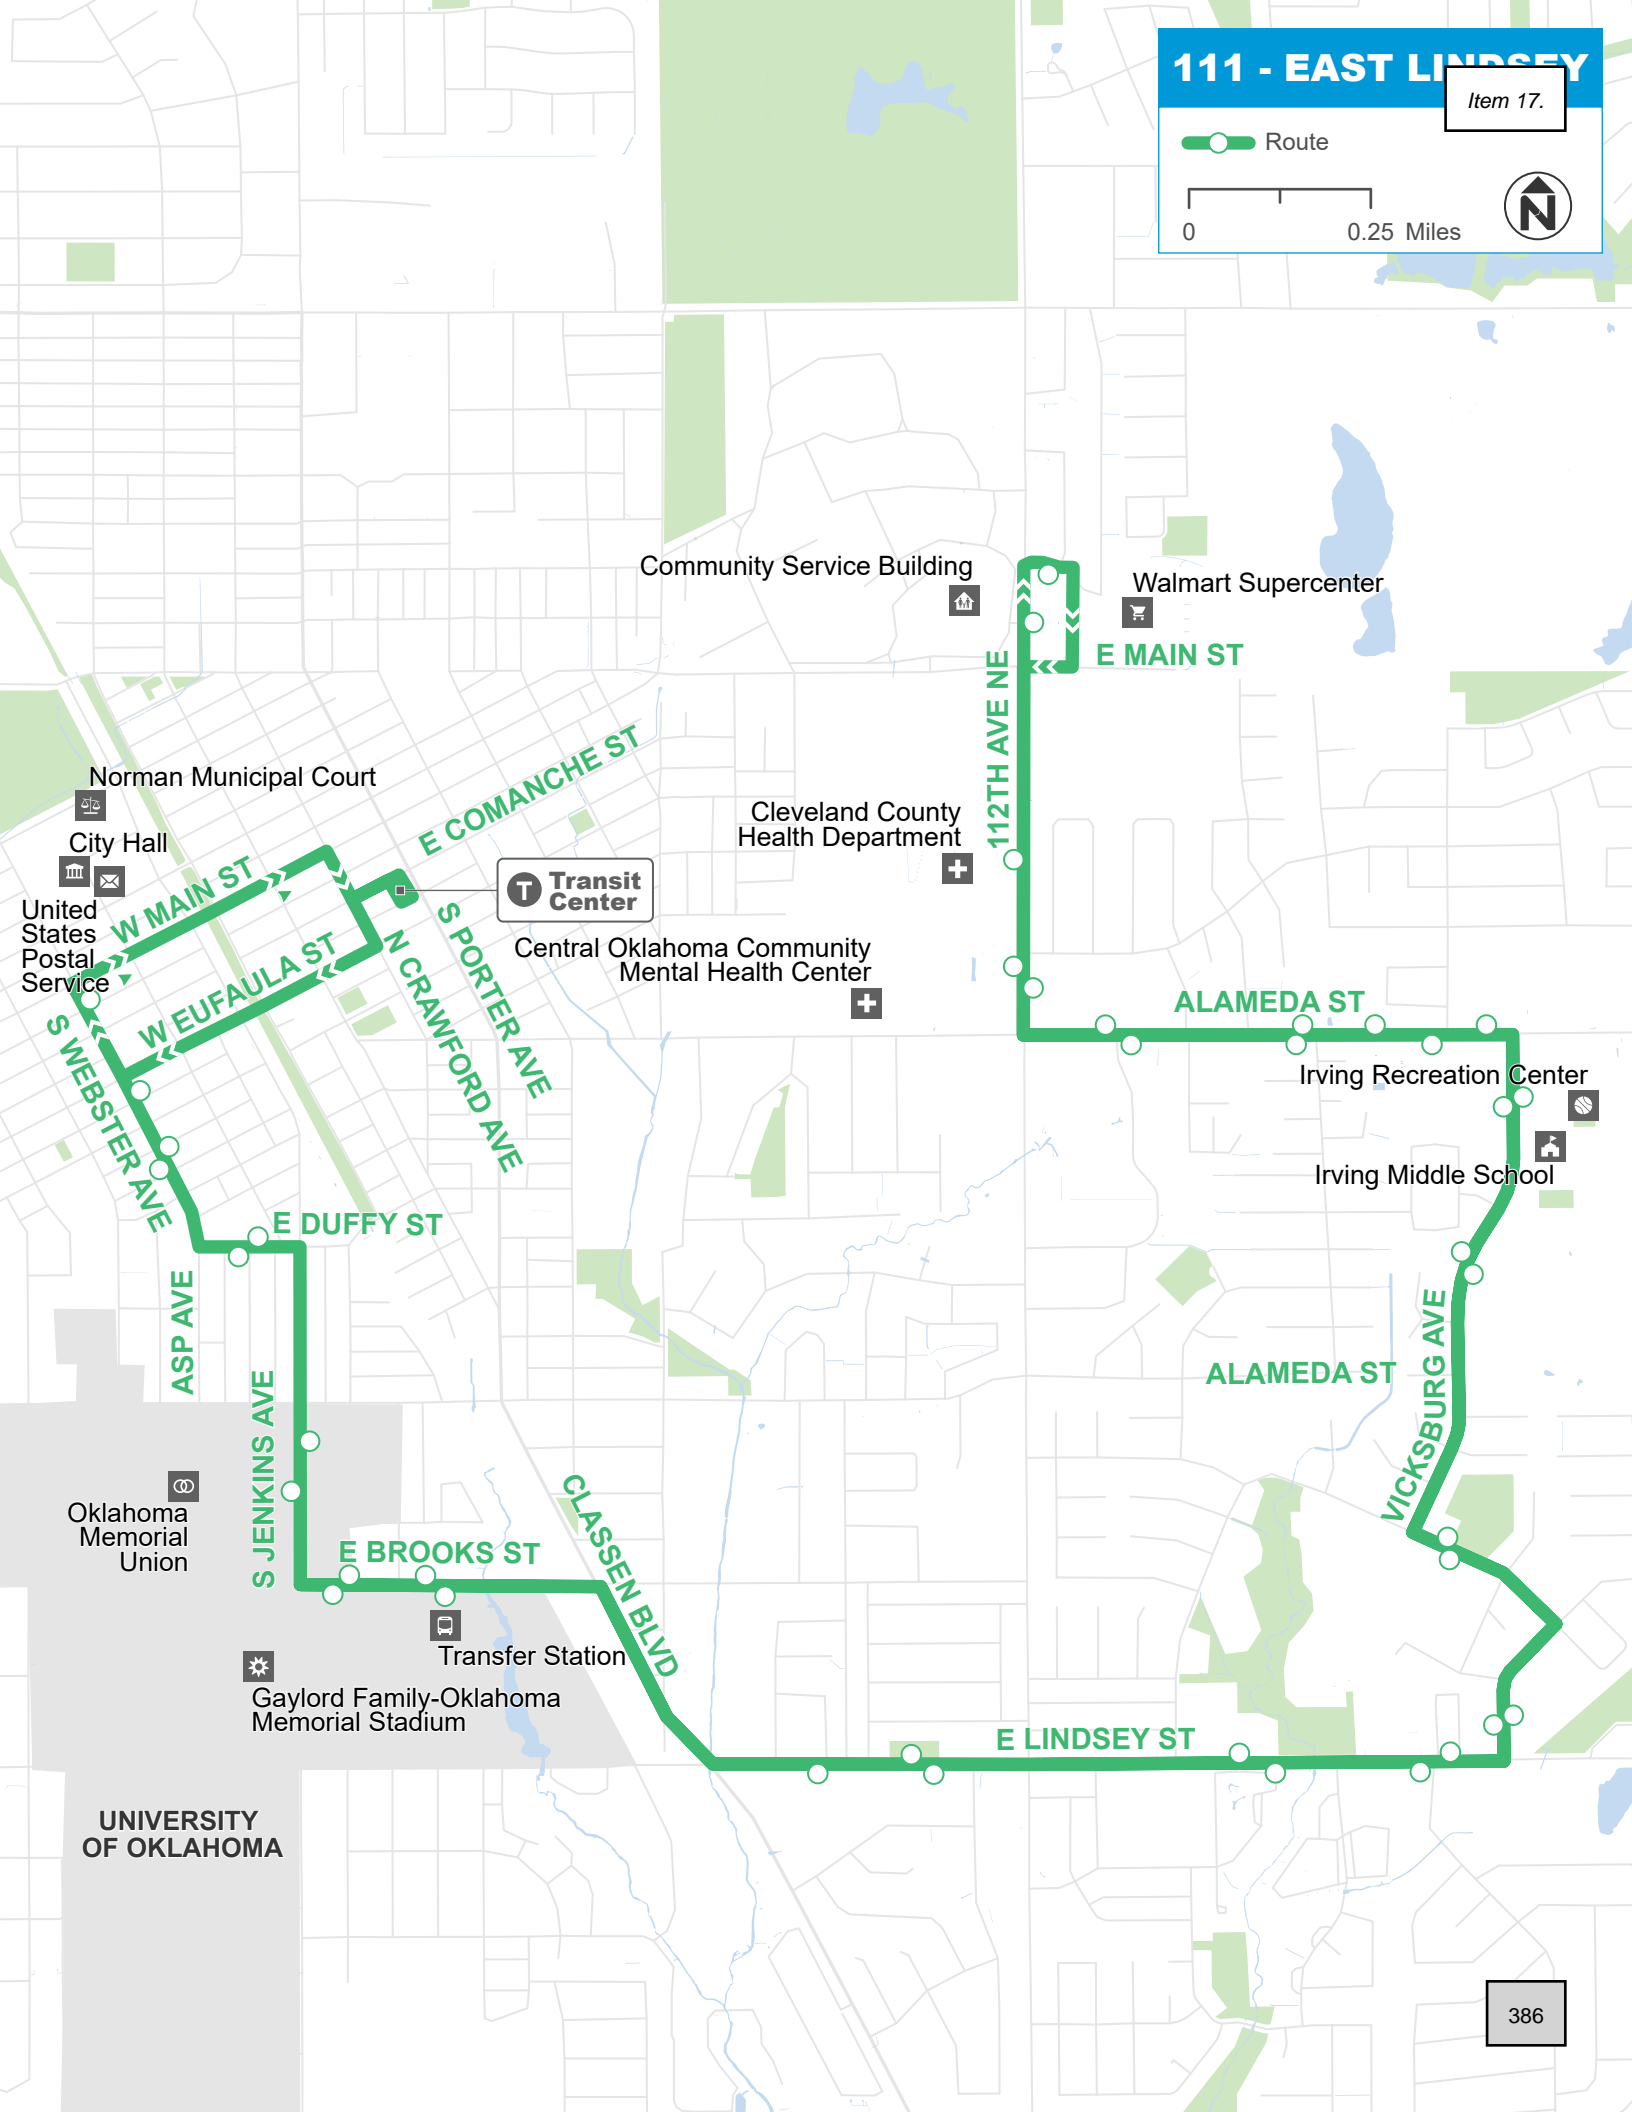 111 - EAST LINDSEY
Item 17.
Route
0 0.25 Miles
N
Community Service Building
Walmart Supercenter
E MAIN ST
112TH AVE NE
Norman Municipal Court
City Hall
United
States
Postal
Service
W MAIN ST
E COMANCHE ST
T Transit
Center
Cleveland County
Health Department
Central Oklahoma Community
Mental Health Center
W EUFAULA ST
N CRAWFORD AVE
S PORTER AVE
S WEBSTER AVE
ALAMEDA ST
Irving Recreation Center
Irving Middle School
E DUFFY ST
ASP AVE
S JENKINS AVE
ALAMEDA ST
VICKSBURG AVE
Oklahoma
Memorial
Union
E BROOKS ST
CLASSEN BLVD
Transfer Station
Gaylord Family-Oklahoma
Memorial Stadium
E LINDSEY ST
UNIVERSITY
OF OKLAHOMA
386